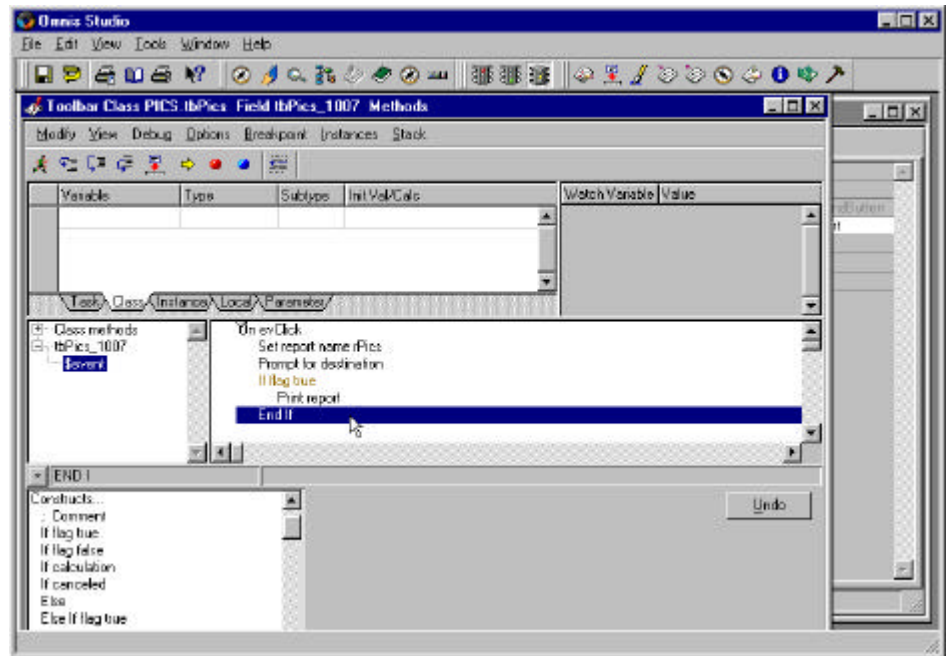 Omnis Studio
File Edit View Tools Window Help
Toolbar Class PICS.tbPics Field tbPics_1007 Methods
Modify View Debug Options Breakpoint Instances Stack
Variable Type Subtype Init Val/Calc
Watch Variable Value
Task Class Instance Local Parameter
Class methods
tbPics_1007
$event
On evClick
Set report name rPics
Prompt for destination
If flag true
Print report
End If
END I
Constructs...
; Comment
If flag true
If flag false
If calculation
If canceled
Else
Else If flag true
Undo